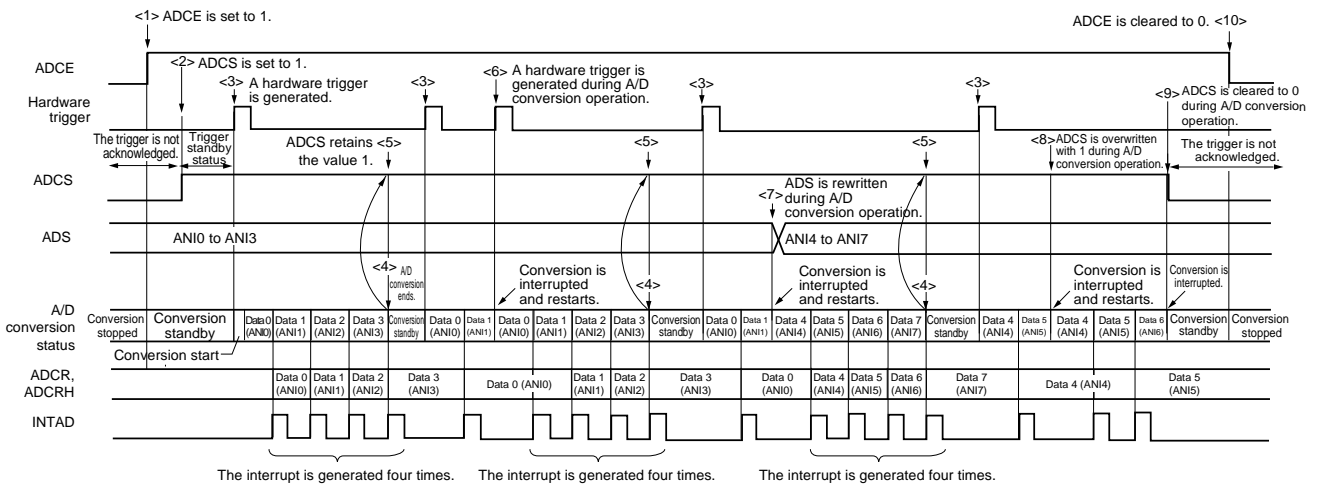 <1> ADCE is set to 1.
ADCE is cleared to 0. <10>
ADCE
<2> ADCS is set to 1.
<3> A hardware trigger
is generated.
<3>
<6> A hardware trigger is
generated during A/D
conversion operation.
<3>
<3>
<9> ADCS is cleared to 0
during A/D conversion
operation.
Hardware
trigger
The trigger is not
acknowledged.
Trigger
standby
status
ADCS retains <5>
the value 1.
<5>
<5>
<8> ADCS is overwritten
with 1 during A/D
conversion operation.
The trigger is not
acknowledged.
ADCS
<7> ADS is rewritten
during A/D
conversion operation.
ADS
ANI0 to ANI3
ANI4 to ANI7
<4> A/D
conversion
ends.
Conversion is
interrupted
and restarts.
<4>
Conversion is
interrupted
and restarts.
<4>
Conversion is
interrupted
and restarts.
Conversion is
interrupted.
A/D
conversion
status
Conversion
stopped
Conversion
standby
Data 0
(ANI0)
Data 1
(ANI1)
Data 2
(ANI2)
Data 3
(ANI3)
Conversion
standby
Data 0
(ANI0)
Data 1
(ANI1)
Data 0
(ANI0)
Data 1
(ANI1)
Data 2
(ANI2)
Data 3
(ANI3)
Conversion
standby
Data 0
(ANI0)
Data 1
(ANI1)
Data 4
(ANI4)
Data 5
(ANI5)
Data 6
(ANI6)
Data 7
(ANI7)
Conversion
standby
Data 4
(ANI4)
Data 5
(ANI5)
Data 4
(ANI4)
Data 5
(ANI5)
Data 6
(ANI6)
Conversion
standby
Conversion
stopped
Conversion start
ADCR,
ADCRH
Data 0
(ANI0)
Data 1
(ANI1)
Data 2
(ANI2)
Data 3
(ANI3)
Data 0 (ANI0)
Data 1
(ANI1)
Data 2
(ANI2)
Data 3
(ANI3)
Data 0
(ANI0)
Data 4
(ANI4)
Data 5
(ANI5)
Data 6
(ANI6)
Data 7
(ANI7)
Data 4 (ANI4)
Data 5
(ANI5)
INTAD
The interrupt is generated four times.
The interrupt is generated four times.
The interrupt is generated four times.